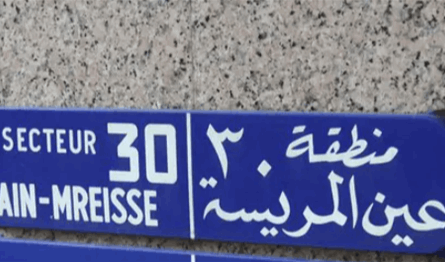 SECTEUR 30
AIN-MREISSE
منطقة ٣٠
عين المريسة